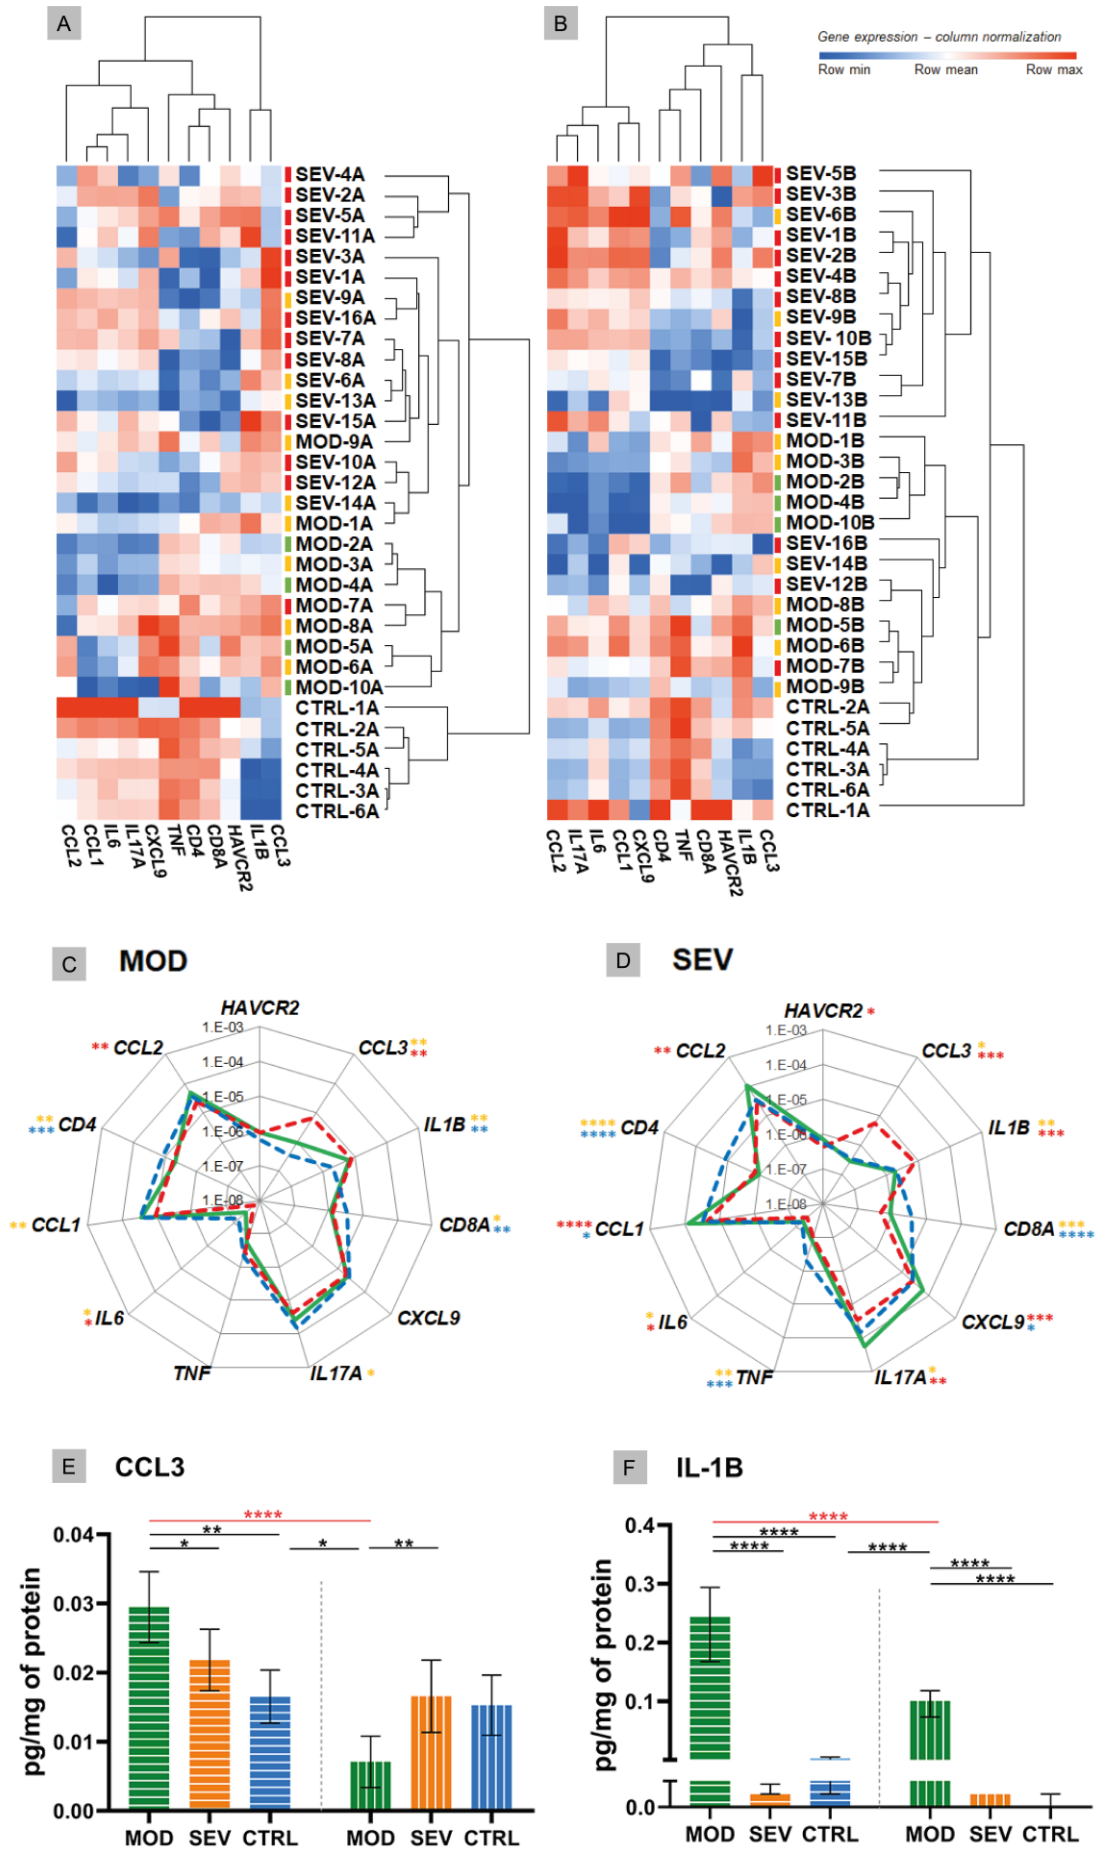 A
B
Gene expression – column normalization
Row min Row mean Row max
SEV-4A
SEV-2A
SEV-5A
SEV-11A
SEV-3A
SEV-1A
SEV-9A
SEV-16A
SEV-7A
SEV-8A
SEV-6A
SEV-13A
SEV-15A
MOD-9A
SEV-10A
SEV-12A
SEV-14A
MOD-1A
MOD-2A
MOD-3A
MOD-4A
MOD-7A
MOD-8A
MOD-5A
MOD-6A
MOD-10A
CTRL-1A
CTRL-2A
CTRL-5A
CTRL-4A
CTRL-3A
CTRL-6A
CCL2 CCL1 IL6 IL17A CXCL9 TNF CD4 CD8A HAVCR2 IL1B CCL3
SEV-5B
SEV-3B
SEV-6B
SEV-1B
SEV-2B
SEV-4B
SEV-8B
SEV-9B
SEV- 10B
SEV-15B
SEV-7B
SEV-13B
SEV-11B
MOD-1B
MOD-3B
MOD-2B
MOD-4B
MOD-10B
SEV-16B
SEV-14B
SEV-12B
MOD-8B
MOD-5B
MOD-6B
MOD-7B
MOD-9B
CTRL-2A
CTRL-5A
CTRL-4A
CTRL-3A
CTRL-6A
CTRL-1A
CCL2 IL17A IL6 CCL1 CXCL9 CD4 TNF CD8A HAVCR2 IL1B CCL3
C MOD
HAVCR2
1.E-03
** CCL2
CCL3 ** **
1.E-04
1.E-05
** *** CD4
IL1B ** **
1.E-06
1.E-07
1.E-08
** CCL1
CD8A * **
* * IL6
CXCL9
TNF
IL17A *
D SEV
HAVCR2 *
1.E-03
** CCL2
CCL3 * ***
1.E-04
1.E-05
**** **** CD4
IL1B ** ***
1.E-06
1.E-07
1.E-08
**** * CCL1
CD8A *** ****
* * IL6
CXCL9 *** *
** *** TNF
IL17A * **
E CCL3
****
**
* * **
0.04
0.03
0.02
0.01
0.00
pg/mg of protein
MOD SEV CTRL MOD SEV CTRL
F IL-1B
****
****
**** ****
****
****
0.4
0.3
0.2
0.1
0.0
pg/mg of protein
MOD SEV CTRL MOD SEV CTRL